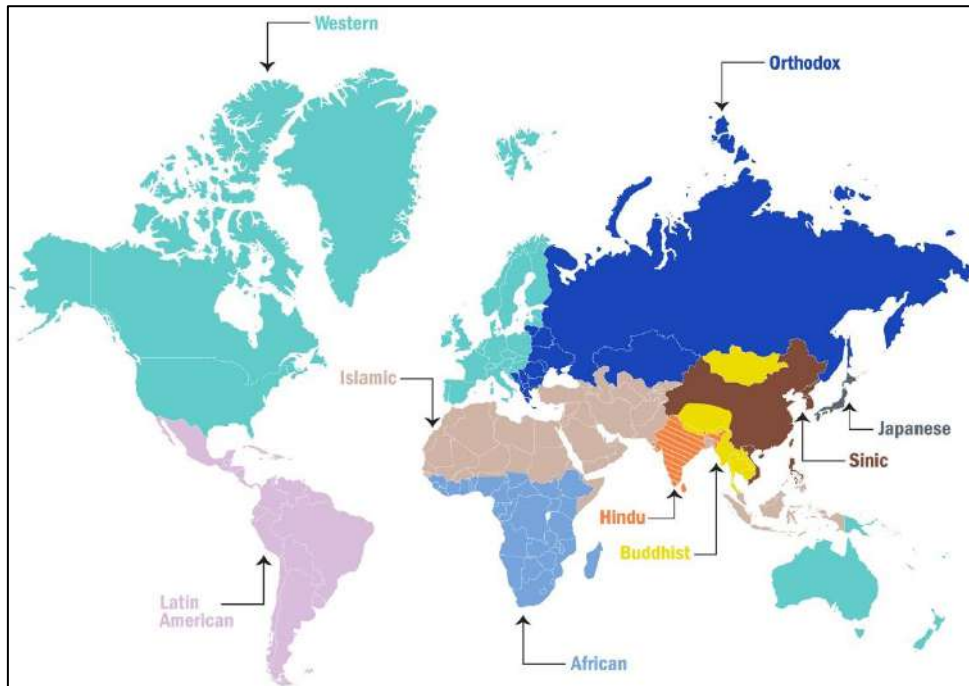 Western
Orthodox
Islamic
Japanese
Sinic
Hindu
Buddhist
Latin
American
African